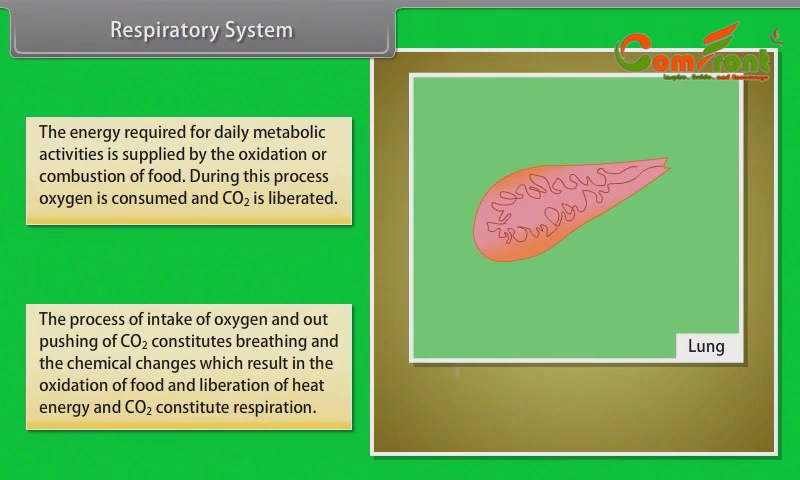 Respiratory System
ComFront
The energy required for daily metabolic
activities is supplied by the oxidation or
combustion of food. During this process
oxygen is consumed and CO₂ is liberated.
The process of intake of oxygen and out
pushing of CO₂ constitutes breathing and
the chemical changes which result in the
oxidation of food and liberation of heat
energy and CO₂ constitute respiration.
Lung